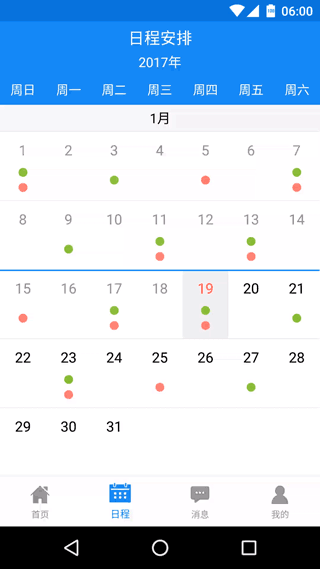 06:00
日程安排
2017年
周日 周一 周二 周三 周四 周五 周六
1月
1 2 3 4 5 6 7
8 9 10 11 12 13 14
15 16 17 18 19 20 21
22 23 24 25 26 27 28
29 30 31
首页 日程 消息 我的